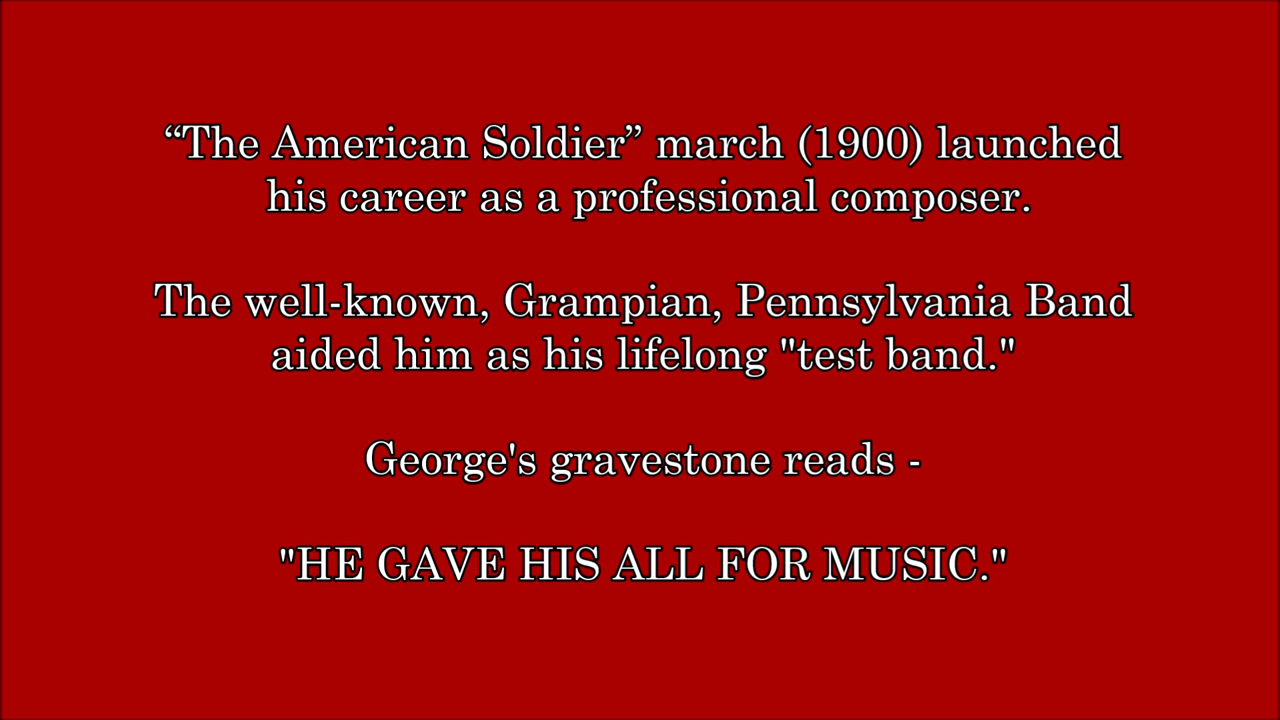 “The American Soldier” march (1900) launched
his career as a professional composer.
The well-known, Grampian, Pennsylvania Band
aided him as his lifelong "test band."
George's gravestone reads -
"HE GAVE HIS ALL FOR MUSIC."